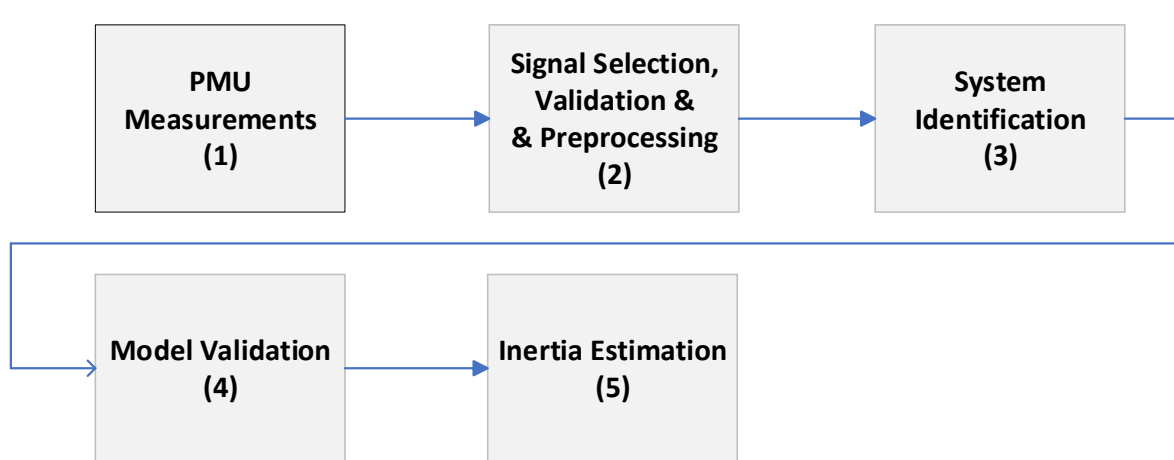 PMU
Measurements
(1)
Signal Selection,
Validation &
& Preprocessing
(2)
System
Identification
(3)
Model Validation
(4)
Inertia Estimation
(5)